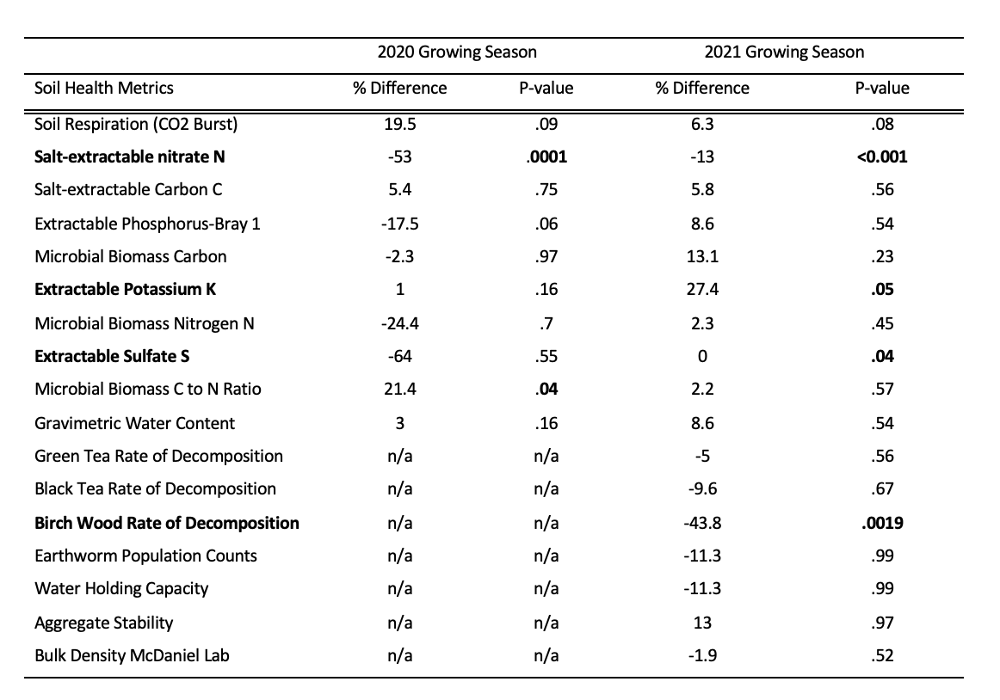 2020 Growing Season 2021 Growing Season
Soil Health Metrics % Difference P-value % Difference P-value
Soil Respiration (CO2 Burst) 19.5 .09 6.3 .08
Salt-extractable nitrate N -53 .0001 -13 <0.001
Salt-extractable Carbon C 5.4 .75 5.8 .56
Extractable Phosphorus-Bray 1 -17.5 .06 8.6 .54
Microbial Biomass Carbon -2.3 .97 13.1 .23
Extractable Potassium K 1 .16 27.4 .05
Microbial Biomass Nitrogen N -24.4 .7 2.3 .45
Extractable Sulfate S -64 .55 0 .04
Microbial Biomass C to N Ratio 21.4 .04 2.2 .57
Gravimetric Water Content 3 .16 8.6 .54
Green Tea Rate of Decomposition n/a n/a -5 .56
Black Tea Rate of Decomposition n/a n/a -9.6 .67
Birch Wood Rate of Decomposition n/a n/a -43.8 .0019
Earthworm Population Counts n/a n/a -11.3 .99
Water Holding Capacity n/a n/a -11.3 .99
Aggregate Stability n/a n/a 13 .97
Bulk Density McDaniel Lab n/a n/a -1.9 .52